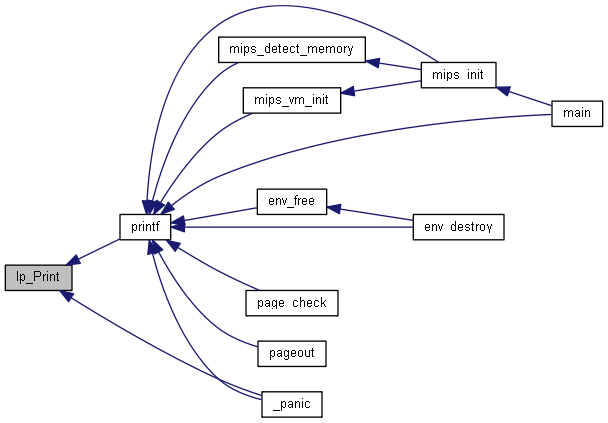 mips_detect_memory
mips_init
mips_vm_init
main
env_free
printf
env_destroy
lp_Print
page_check
pageout
_panic